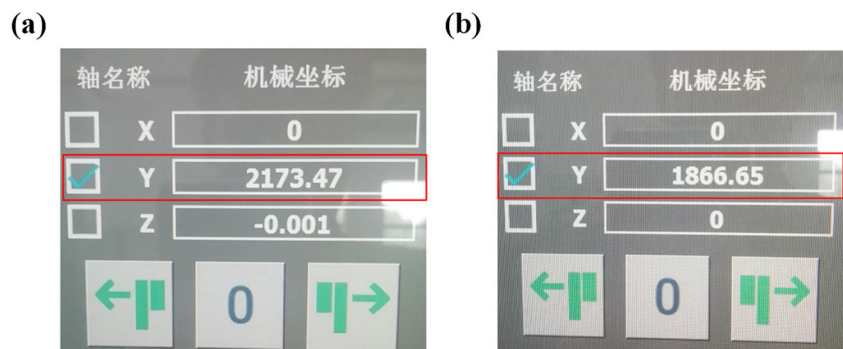 (a)
轴名称 机械坐标
X 0
Y 2173.47
Z -0.001
0
(b)
轴名称 机械坐标
X 0
Y 1866.65
Z 0
0